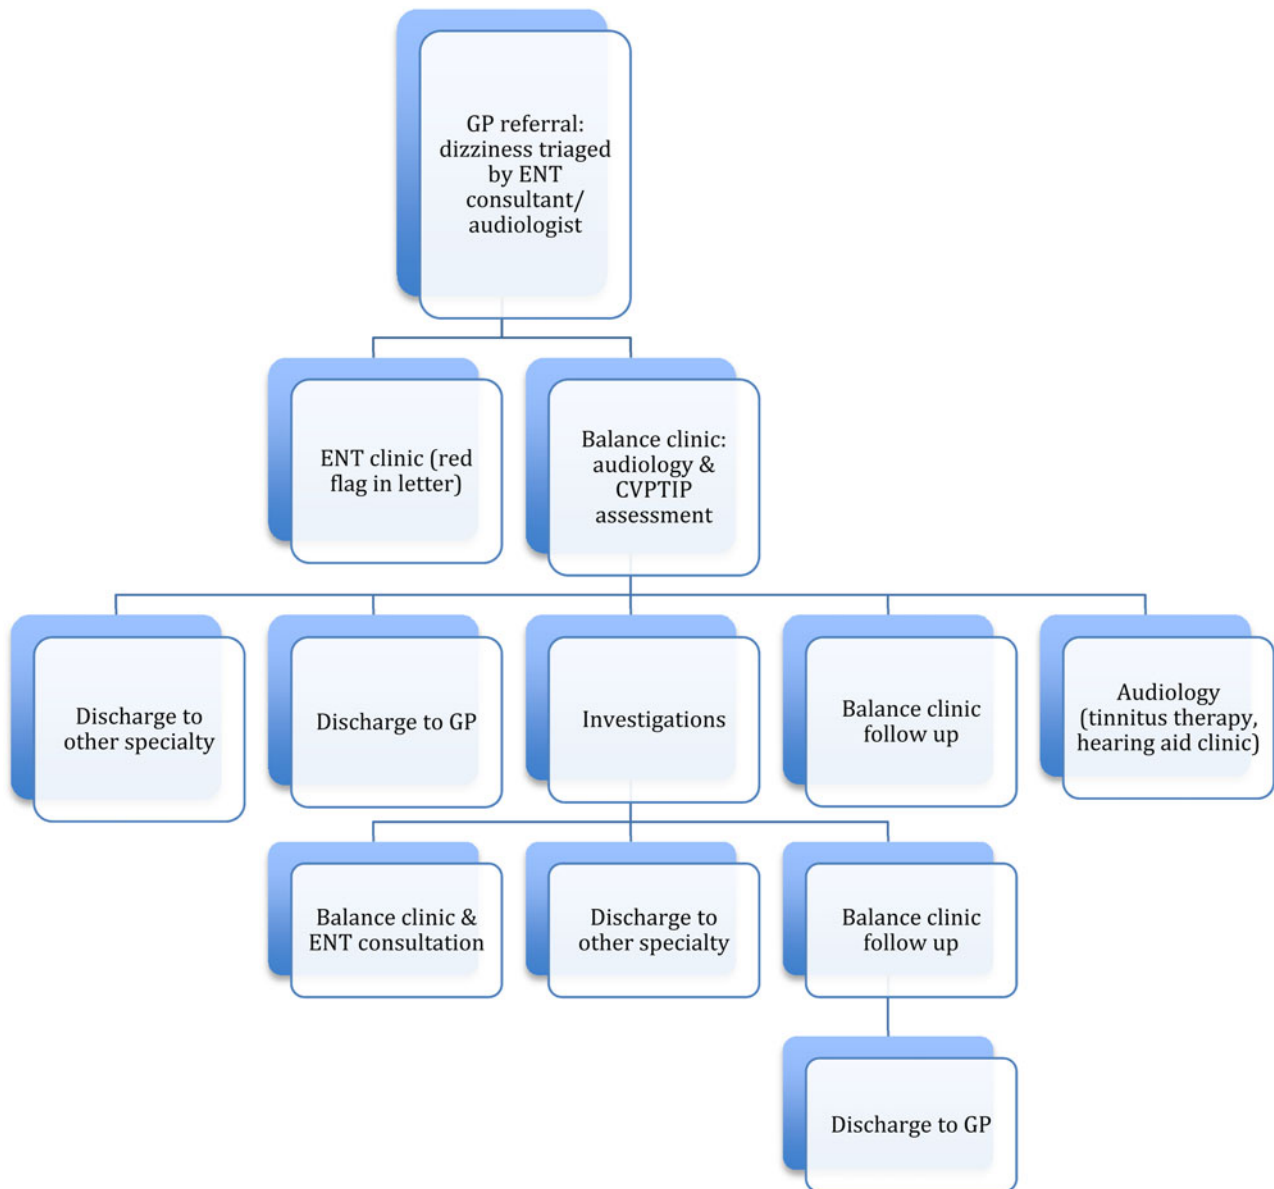 GP referral:
dizziness triaged
by ENT
consultant/
audiologist
ENT clinic (red
flag in letter)
Balance clinic:
audiology &
CVPTIP
assessment
Discharge to
other specialty
Discharge to GP
Investigations
Balance clinic
follow up
Audiology
(tinnitus therapy,
hearing aid clinic)
Balance clinic &
ENT consultation
Discharge to
other specialty
Balance clinic
follow up
Discharge to GP